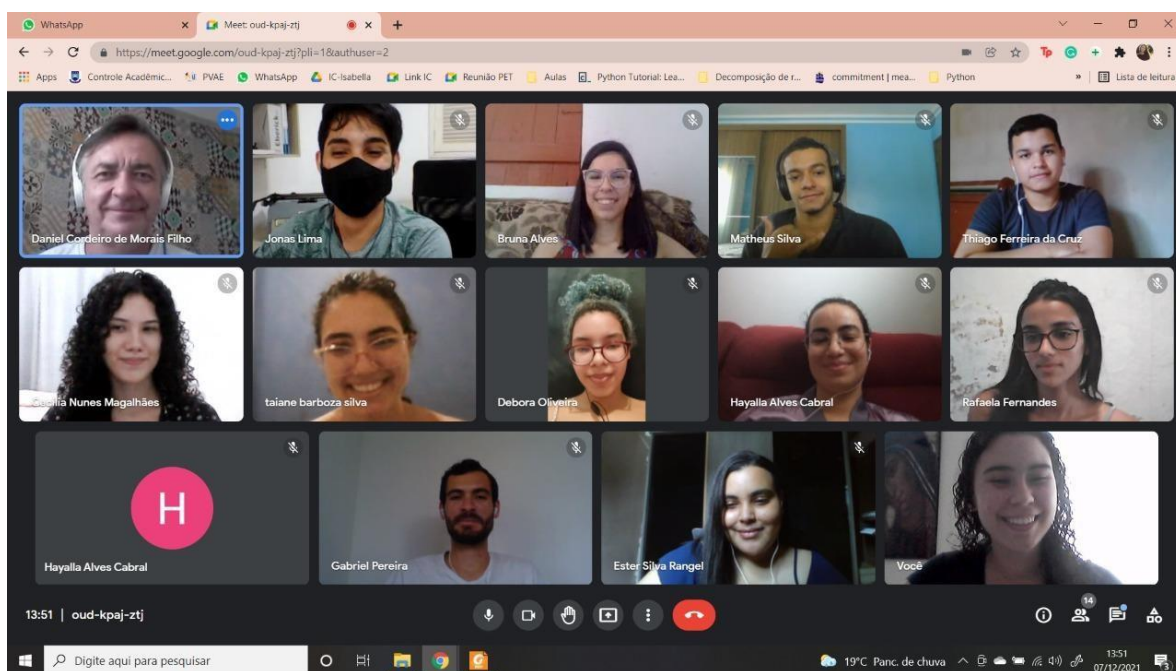 WhatsApp
Meet: oud-kpaj-ztj
https://meet.google.com/oud-kpaj-ztj?pli=1&authuser=2
Apps Controle Acadêmic... PVAE WhatsApp IC-Isabella Link IC Reunião PET Aulas Python Tutorial: Lea... Decomposição de r... commitment | mea... Python » Lista de leitura
Daniel Cordeiro de Morais Filho
Jonas Lima
Bruna Alves
Matheus Silva
Thiago Ferreira da Cruz
Cecília Nunes Magalhães
taiane barboza silva
Debora Oliveira
Hayalla Alves Cabral
Rafaela Fernandes
H
Hayalla Alves Cabral
Gabriel Pereira
Ester Silva Rangel
Você
13:51 | oud-kpaj-ztj
14
Digite aqui para pesquisar
19°C Panc. de chuva
13:51
07/12/2021